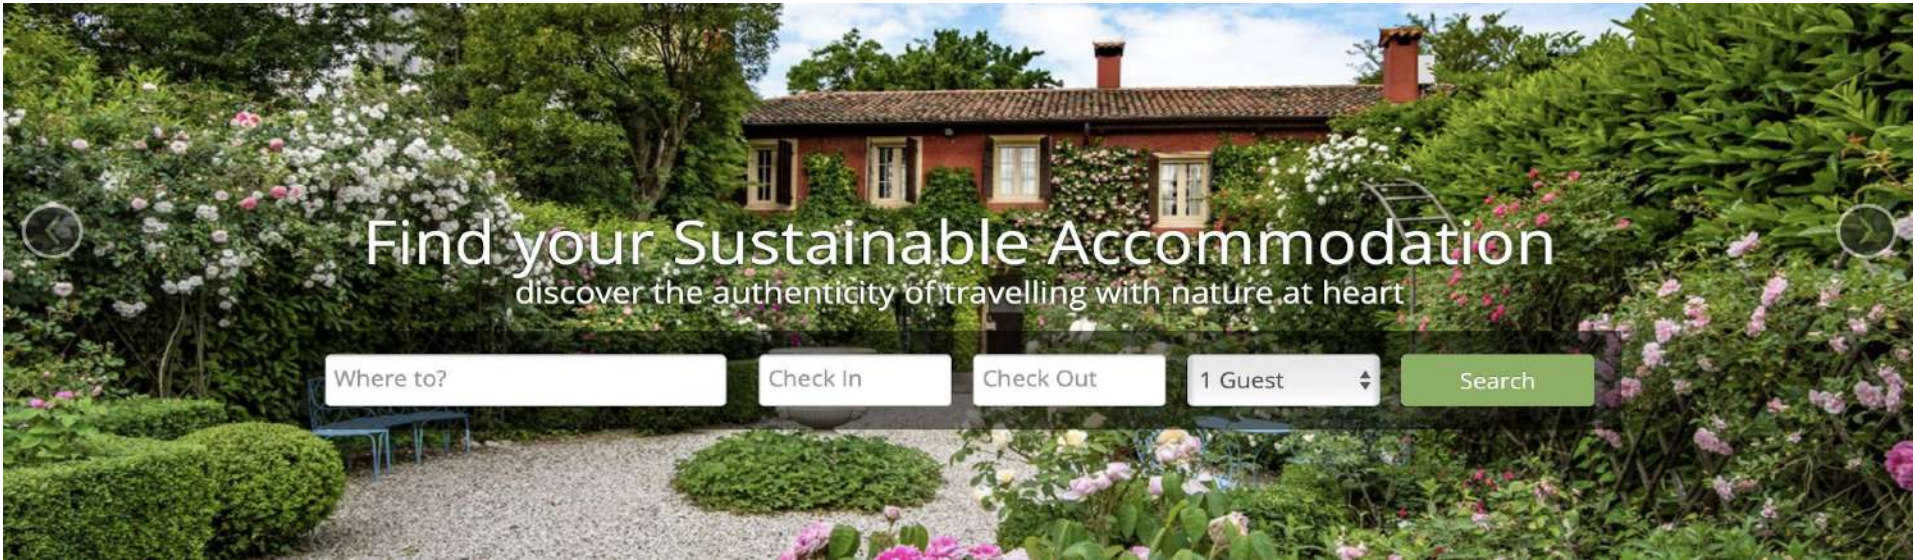 Find your Sustainable Accommodation
discover the authenticity of travelling with nature at heart
Where to?
Check In
Check Out
1 Guest
Search